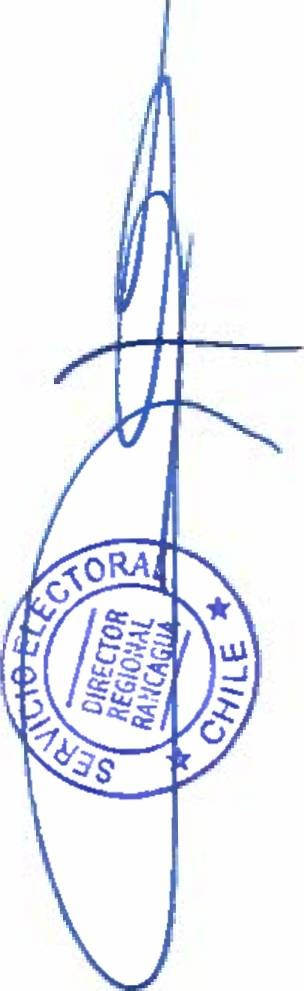 SERVICIO ELECTORAL
★ CHILE ★
DIRECTOR
REGIONAL
RANCAGUA